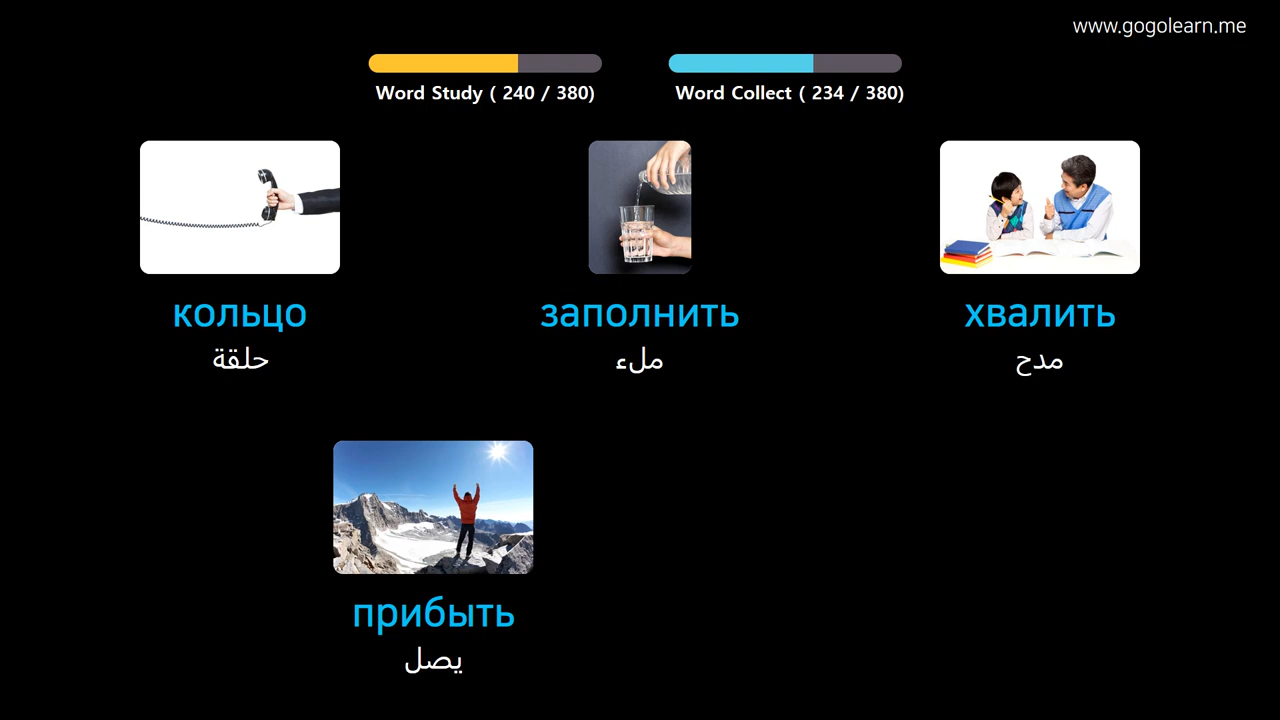 www.gogolearn.me
Word Study ( 240 / 380)
Word Collect ( 234 / 380)
кольцо
заполнить
хвалить
حلقة
ملء
مدح
прибыть
يصل